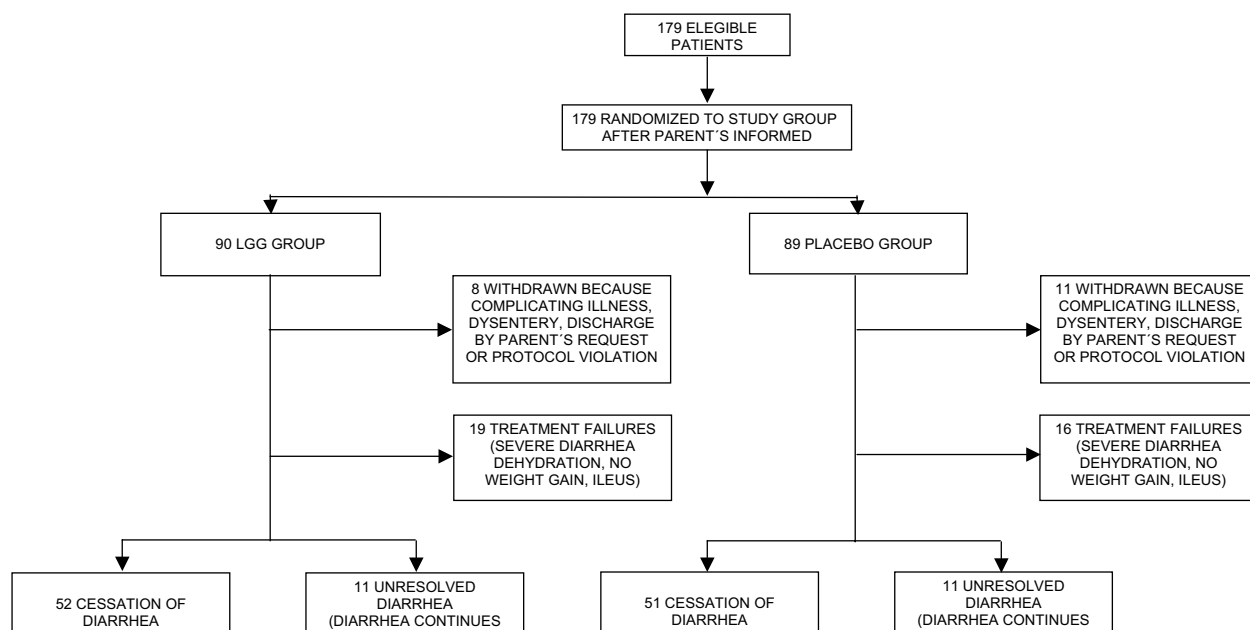 179 ELEGIBLE
PATIENTS
179 RANDOMIZED TO STUDY GROUP
AFTER PARENT´S INFORMED
90 LGG GROUP
89 PLACEBO GROUP
8 WITHDRAWN BECAUSE
COMPLICATING ILLNESS,
DYSENTERY, DISCHARGE
BY PARENT´S REQUEST
OR PROTOCOL VIOLATION
11 WITHDRAWN BECAUSE
COMPLICATING ILLNESS,
DYSENTERY, DISCHARGE
BY PARENT´S REQUEST
OR PROTOCOL VIOLATION
19 TREATMENT FAILURES
(SEVERE DIARRHEA
DEHYDRATION, NO
WEIGHT GAIN, ILEUS)
16 TREATMENT FAILURES
(SEVERE DIARRHEA
DEHYDRATION, NO
WEIGHT GAIN, ILEUS)
52 CESSATION OF
DIARRHEA
11 UNRESOLVED
DIARRHEA
(DIARRHEA CONTINUES
51 CESSATION OF
DIARRHEA
11 UNRESOLVED
DIARRHEA
(DIARRHEA CONTINUES